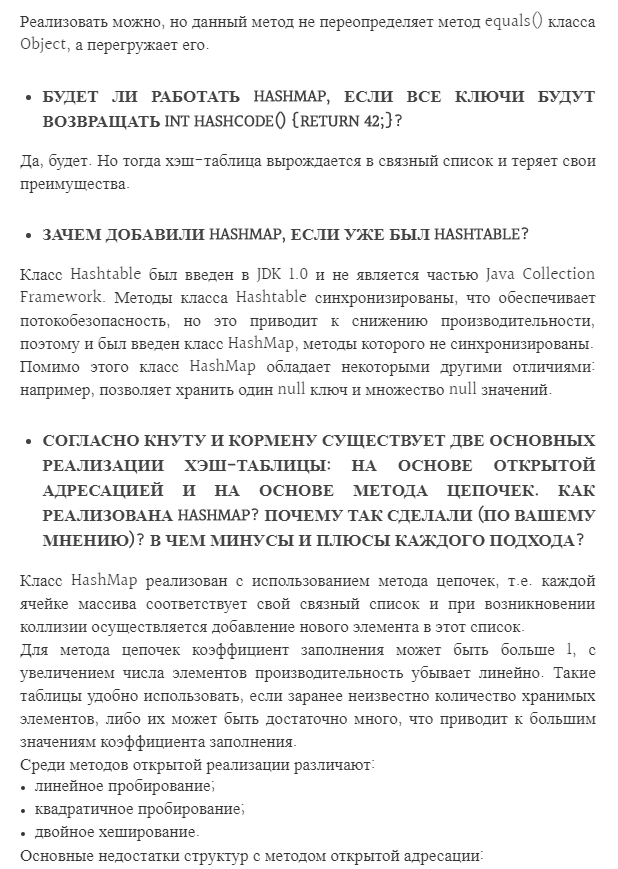 Реализовать можно, но данный метод не переопределяет метод equals() класса
Object, а перегружает его.
• БУДЕТ ЛИ РАБОТАТЬ HASHMAP, ЕСЛИ ВСЕ КЛЮЧИ БУДУТ
ВОЗВРАЩАТЬ INT HASHCODE() {RETURN 42;}?
Да, будет. Но тогда хэш-таблица вырождается в связный список и теряет свои
преимущества.
• ЗАЧЕМ ДОБАВИЛИ HASHMAP, ЕСЛИ УЖЕ БЫЛ HASHTABLE?
Класс Hashtable был введен в JDK 1.0 и не является частью Java Collection
Framework. Методы класса Hashtable синхронизированы, что обеспечивает
потокобезопасность, но это приводит к снижению производительности,
поэтому и был введен класс HashMap, методы которого не синхронизированы.
Помимо этого класс HashMap обладает некоторыми другими отличиями:
например, позволяет хранить один null ключ и множество null значений.
• СОГЛАСНО КНУТУ И КОРМЕНУ СУЩЕСТВУЕТ ДВЕ ОСНОВНЫХ
РЕАЛИЗАЦИИ ХЭШ-ТАБЛИЦЫ: НА ОСНОВЕ ОТКРЫТОЙ
АДРЕСАЦИЕЙ И НА ОСНОВЕ МЕТОДА ЦЕПОЧЕК. КАК
РЕАЛИЗОВАНА HASHMAP? ПОЧЕМУ ТАК СДЕЛАЛИ (ПО ВАШЕМУ
МНЕНИЮ)? В ЧЕМ МИНУСЫ И ПЛЮСЫ КАЖДОГО ПОДХОДА?
Класс HashMap реализован с использованием метода цепочек, т.е. каждой
ячейке массива соответствует свой связный список и при возникновении
коллизии осуществляется добавление нового элемента в этот список.
Для метода цепочек коэффициент заполнения может быть больше 1, с
увеличением числа элементов производительность убывает линейно. Такие
таблицы удобно использовать, если заранее неизвестно количество хранимых
элементов, либо их может быть достаточно много, что приводит к большим
значениям коэффициента заполнения.
Среди методов открытой реализации различают:
• линейное пробирование;
• квадратичное пробирование;
• двойное хеширование.
Основные недостатки структур с методом открытой адресации: